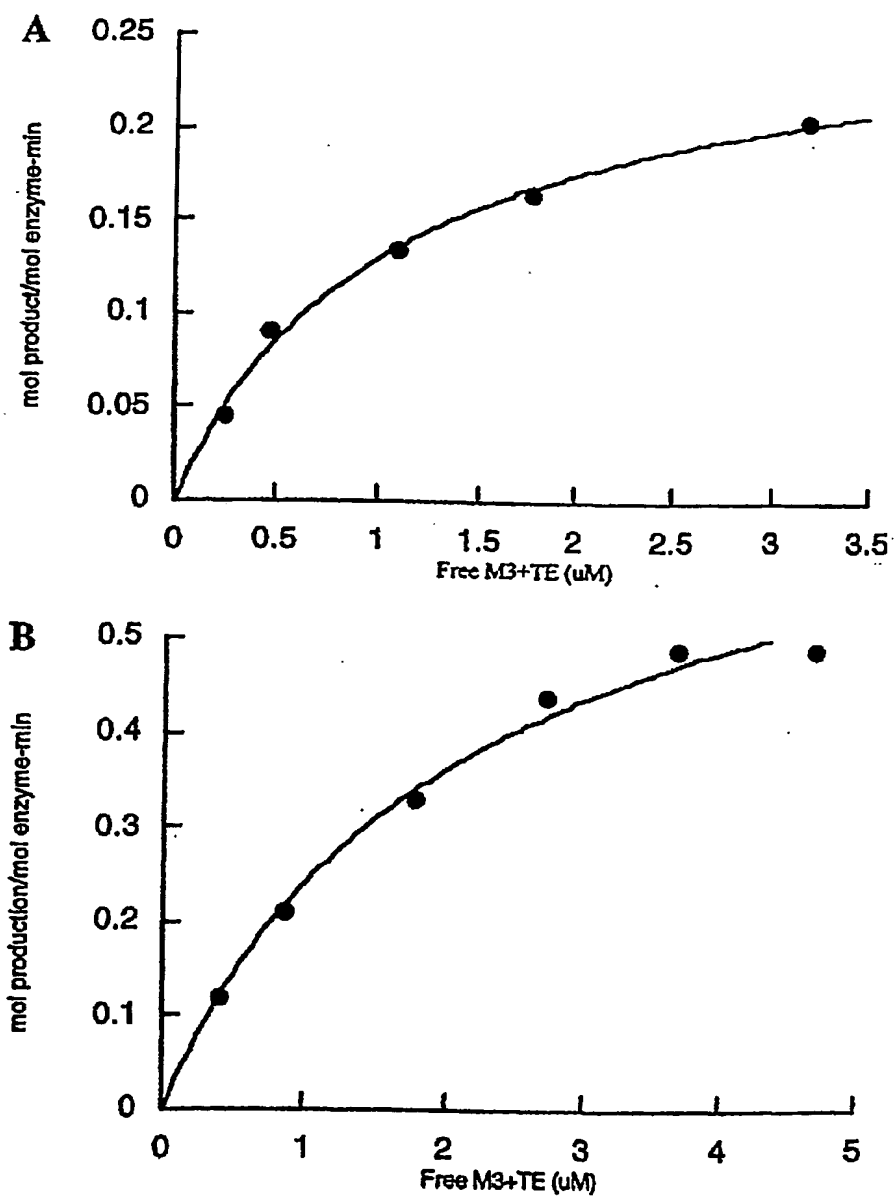 A
0.25
0.2
0.15
0.1
0.05
0
mol product/mol enzyme-min
0 0.5 1 1.5 2 2.5 3 3.5
Free M3+TE (uM)
B
0.5
0.4
0.3
0.2
0.1
0
mol production/mol enzyme-min
0 1 2 3 4 5
Free M3+TE (uM)